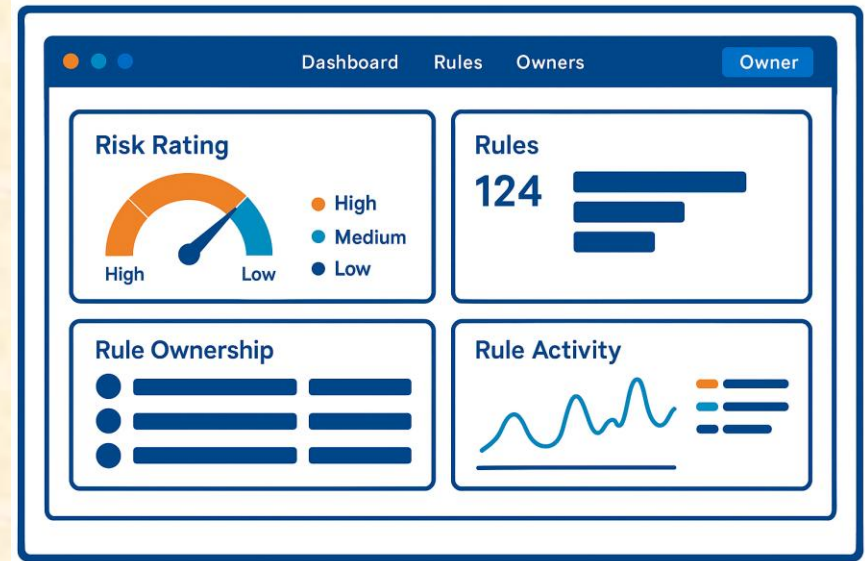 Dashboard Rules Owners Owner
Risk Rating
High
Medium
Low
High Low
Rules
124
Rule Ownership
Rule Activity